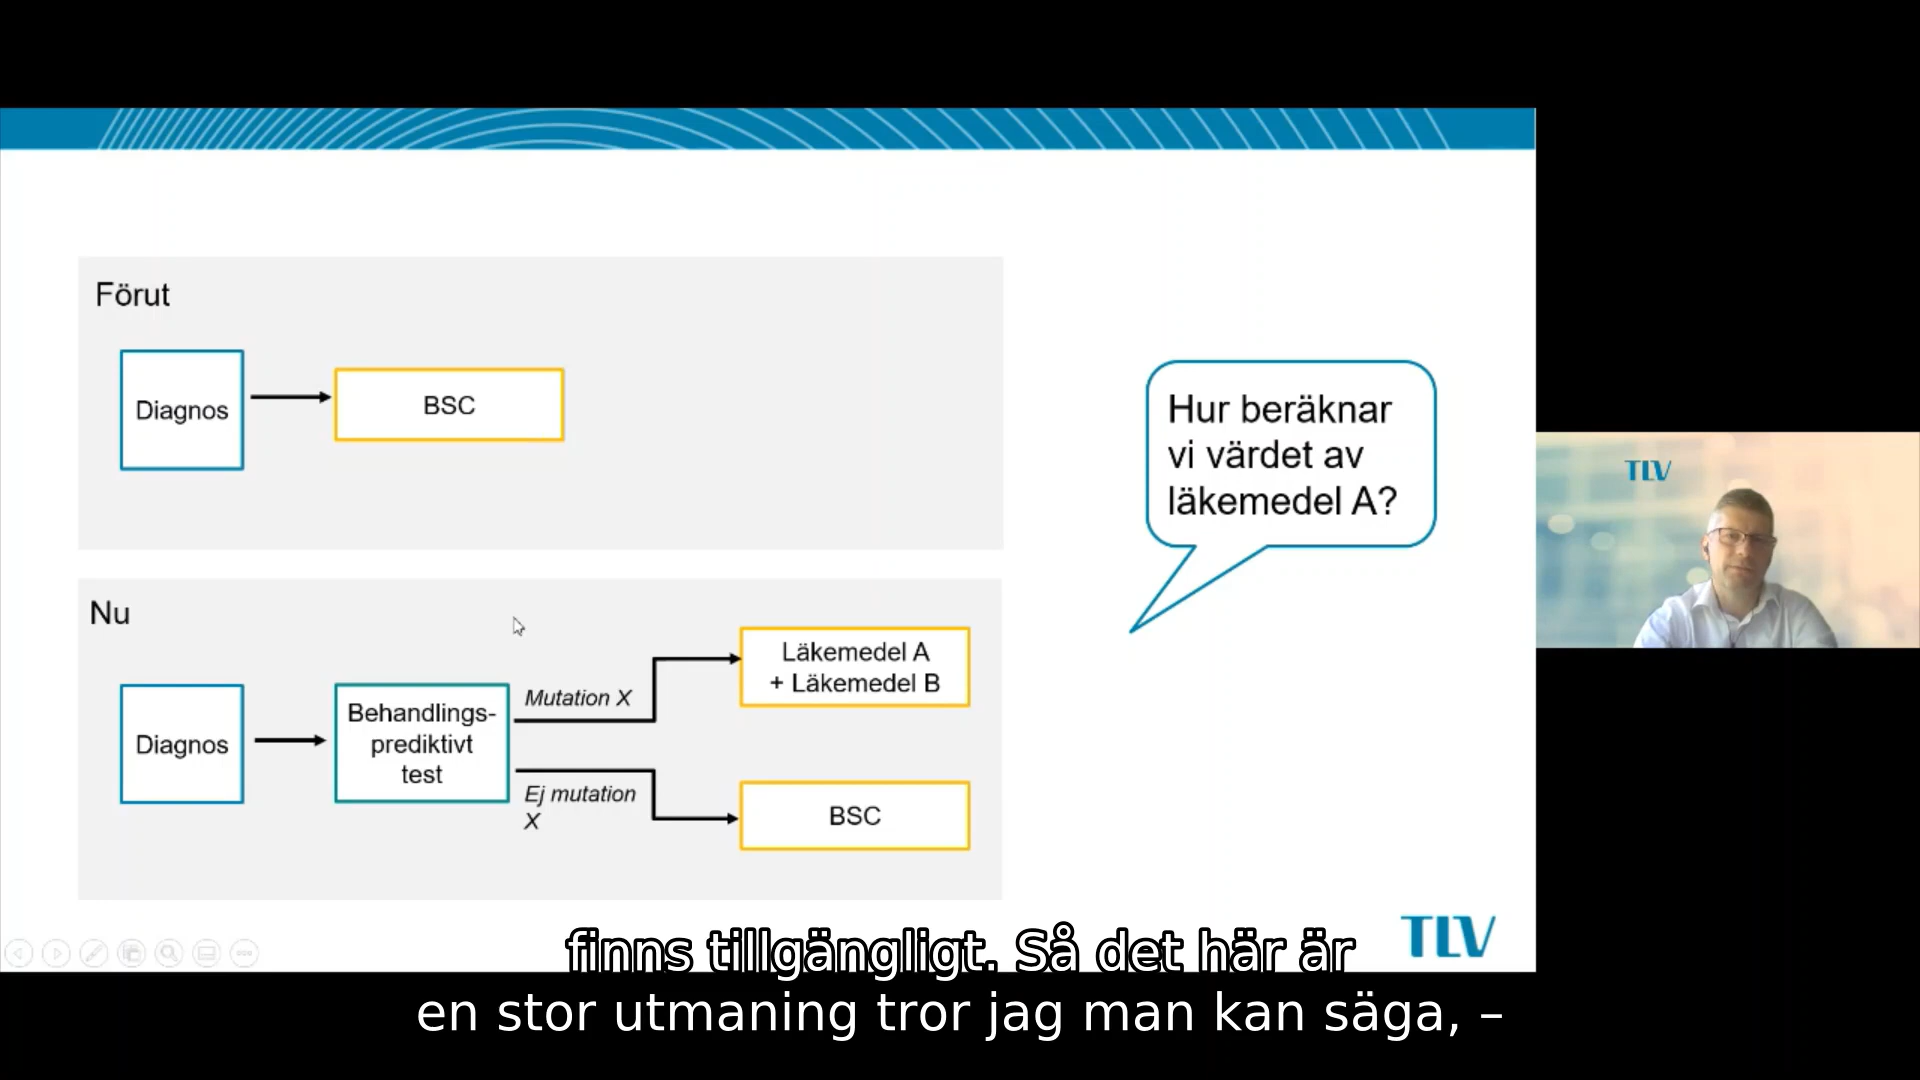 Förut
Diagnos
BSC
Hur beräknar
vi värdet av
läkemedel A?
TLV
Nu
Diagnos
Behandlings-
prediktivt
test
Mutation X
Ej mutation
X
Läkemedel A
+ Läkemedel B
BSC
TLV
finns tillgängligt. Så det här är
en stor utmaning tror jag man kan säga, –